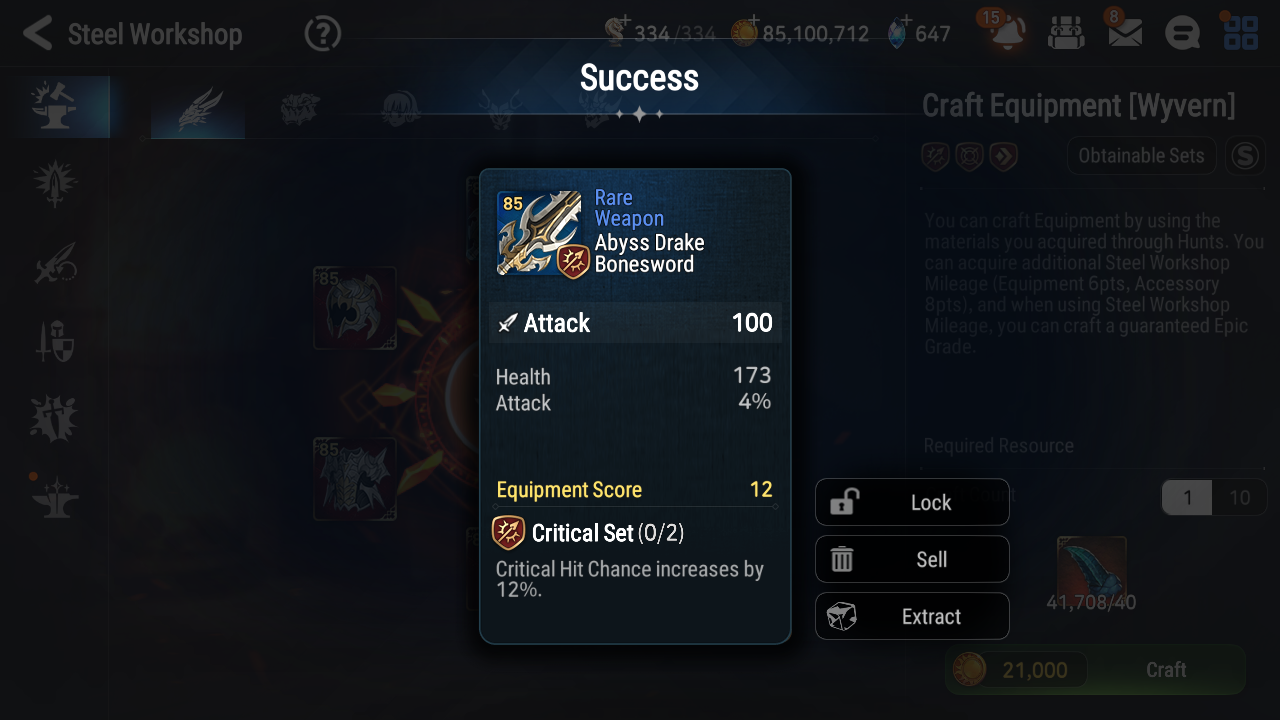 Steel Workshop
?
334/334
85,100,712
647
15
8
Success
Craft Equipment [Wyvern]
Obtainable Sets
S
85
Rare
Weapon
Abyss Drake
Bonesword
Attack 100
Health 173
Attack 4%
Equipment Score 12
Critical Set (0/2)
Critical Hit Chance increases by
12%.
85
85
You can craft Equipment by using the
materials you acquired through Hunts. You
can acquire additional Steel Workshop
Mileage (Equipment 6pts, Accessory
8pts), and when using Steel Workshop
Mileage, you can craft a guaranteed Epic
Grade.
Required Resource
1
10
Lock
Sell
Extract
41,708/40
21,000
Craft